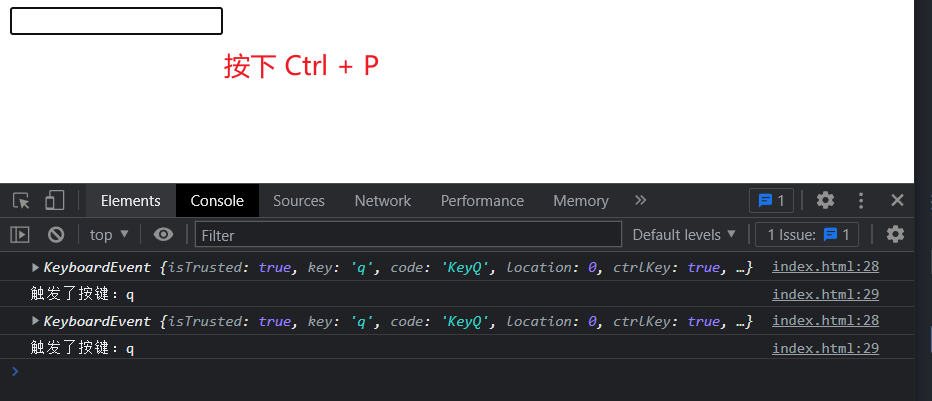 按下 Ctrl + P
Elements Console Sources Network Performance Memory » 1
top Filter Default levels 1 Issue: 1
KeyboardEvent {isTrusted: true, key: 'q', code: 'KeyQ', location: 0, ctrlKey: true, …} index.html:28
触发了按键：q index.html:29
KeyboardEvent {isTrusted: true, key: 'q', code: 'KeyQ', location: 0, ctrlKey: true, …} index.html:28
触发了按键：q index.html:29